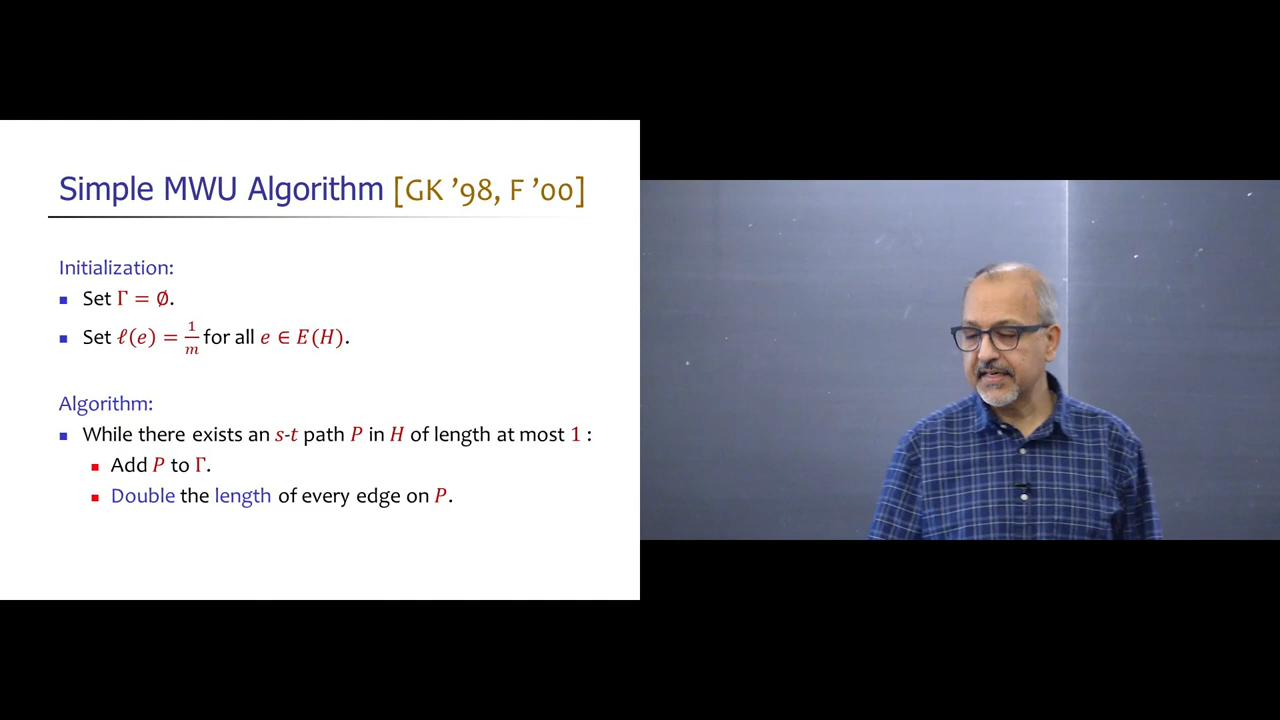 Simple MWU Algorithm [GK ’98, F ’00]
Initialization:
Set Γ = ∅.
Set ℓ(e) = 1/m for all e ∈ E(H).
Algorithm:
While there exists an s-t path P in H of length at most 1 :
Add P to Γ.
Double the length of every edge on P.